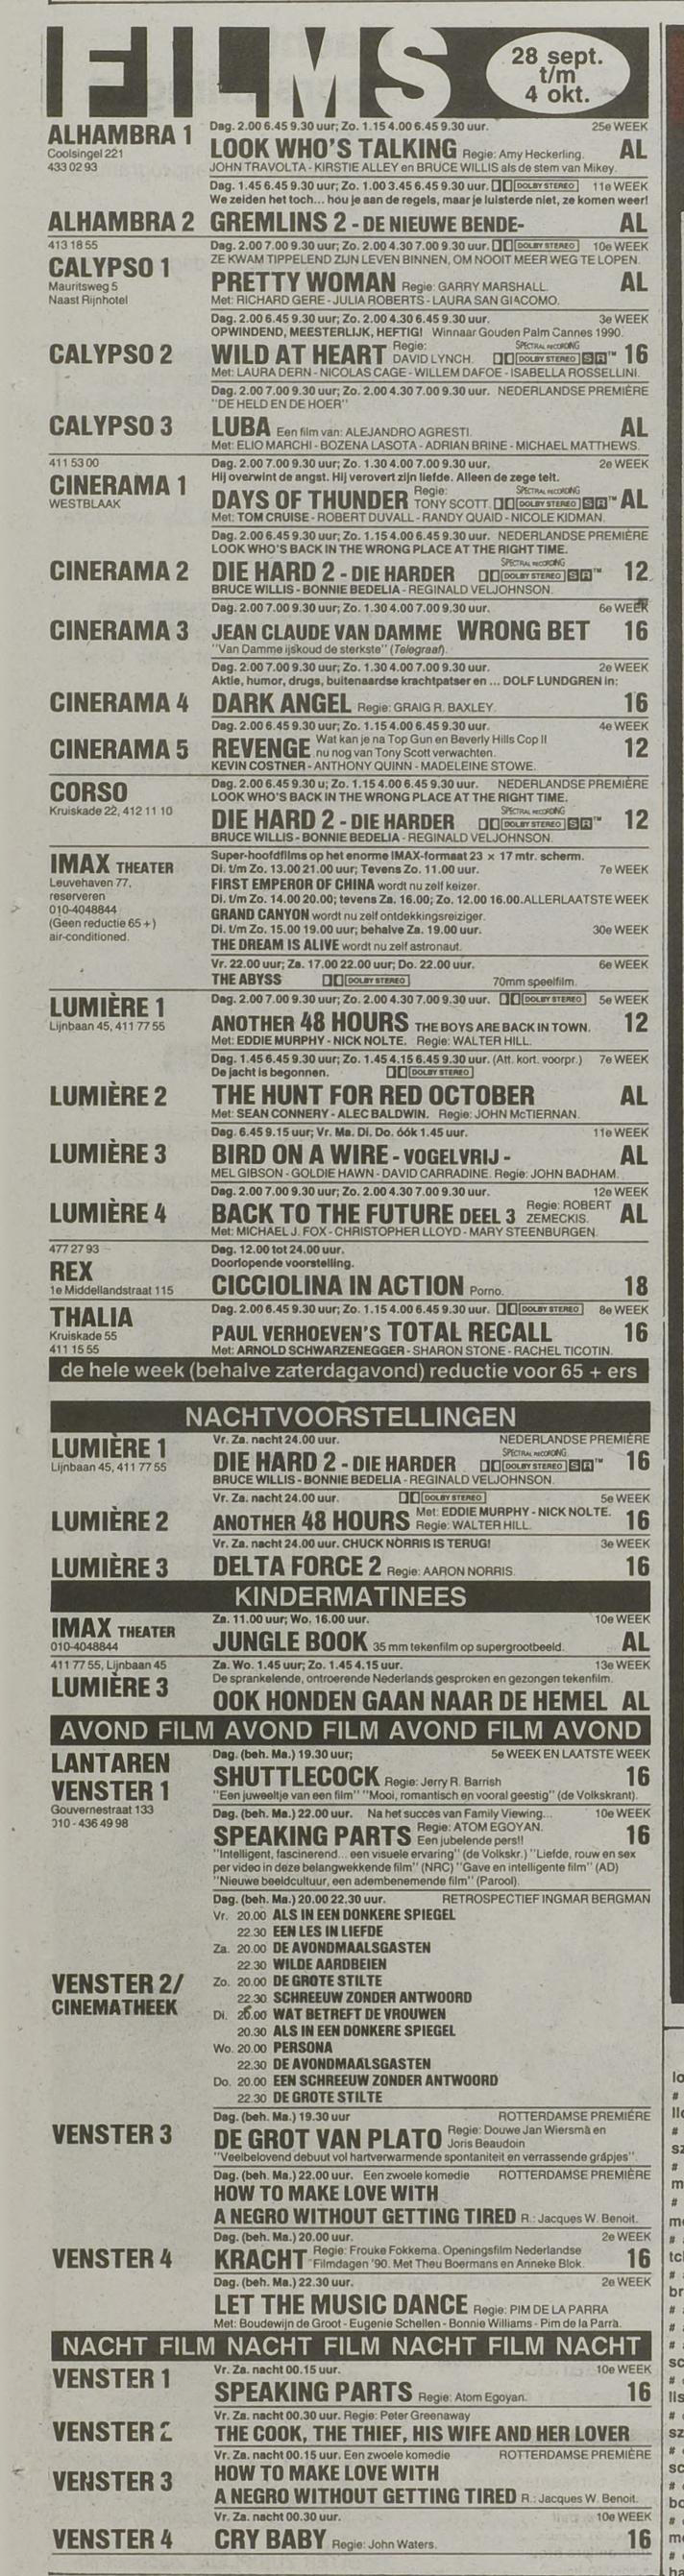 FILMS
28 sept.
t/m
4 okt.
ALHAMBRA 1
Coolsingel 221
433 02 93
Dag. 2.00 6.45 9.30 uur; Zo. 1.15 4.00 6.45 9.30 uur. 25e WEEK
LOOK WHO'S TALKING Regie: Amy Heckerling. AL
JOHN TRAVOLTA - KIRSTIE ALLEY en BRUCE WILLIS als de stem van Mikey.
Dag. 1.45 6.45 9.30 uur; Zo. 1.00 3.45 6.45 9.15 uur. DOLBY STEREO 11e WEEK
We zeiden het toch... hou je aan de regels, maar je luisterde niet, ze komen weer!
ALHAMBRA 2 GREMLINS 2 - DE NIEUWE BENDE- AL
413 18 55
CALYPSO 1
Mauritsweg 5
Naast Rijnhotel
Dag. 2.00 7.00 9.30 uur; Zo. 2.00 4.30 7.00 9.30 uur. DOLBY STEREO 10e WEEK
ZE KWAM TIPPELEND ZIJN LEVEN BINNEN, OM NOOIT MEER WEG TE LOPEN.
PRETTY WOMAN Regie: GARRY MARSHALL. AL
Met: RICHARD GERE - JULIA ROBERTS - LAURA SAN GIACOMO.
Dag. 2.00 6.45 9.30 uur; Zo. 2.00 4.30 6.45 9.30 uur. 3e WEEK
OPWINDEND, MEESTERLIJK, HEFTIG! Winnaar Gouden Palm Cannes 1990.
CALYPSO 2 WILD AT HEART Regie: DAVID LYNCH. SPECTRAL RECORDING DOLBY STEREO SR™ 16
Met: LAURA DERN - NICOLAS CAGE - WILLEM DAFOE - ISABELLA ROSSELLINI.
Dag. 2.00 7.00 9.30 uur; Zo. 2.00 4.30 7.00 9.30 uur. NEDERLANDSE PREMIÈRE
"DE HELD EN DE HOER"
CALYPSO 3 LUBA Een film van: ALEJANDRO AGRESTI. AL
Met: ELIO MARCHI - BOZENA LASOTA - ADRIAN BRINE - MICHAEL MATTHEWS.
411 53 00
CINERAMA 1
WESTBLAAK
Dag. 2.00 7.00 9.30 uur; Zo. 1.30 4.00 7.00 9.30 uur. 2e WEEK
Hij overwint de angst. Hij verovert zijn liefde. Alleen de zege telt.
DAYS OF THUNDER Regie: TONY SCOTT. SPECTRAL RECORDING DOLBY STEREO SR™ AL
Met: TOM CRUISE - ROBERT DUVALL - RANDY QUAID - NICOLE KIDMAN.
Dag. 2.00 6.45 9.30 uur; Zo. 1.15 4.00 6.45 9.30 uur. NEDERLANDSE PREMIÈRE
LOOK WHO'S BACK IN THE WRONG PLACE AT THE RIGHT TIME.
CINERAMA 2 DIE HARD 2 - DIE HARDER SPECTRAL RECORDING DOLBY STEREO SR™ 12
BRUCE WILLIS - BONNIE BEDELIA - REGINALD VELJOHNSON.
Dag. 2.00 7.00 9.30 uur; Zo. 1.30 4.00 7.00 9.30 uur. 6e WEEK
CINERAMA 3 JEAN CLAUDE VAN DAMME WRONG BET 16
"Van Damme ijskoud de sterkste" (Telegraaf).
Dag. 2.00 7.00 9.30 uur; Zo. 1.30 4.00 7.00 9.30 uur. 2e WEEK
Aktie, humor, drugs, buitenaardse krachtpatser en ... DOLF LUNDGREN in:
CINERAMA 4 DARK ANGEL Regie: GRAIG R. BAXLEY. 16
Dag. 2.00 6.45 9.30 uur; Zo. 1.15 4.00 6.45 9.30 uur. 4e WEEK
CINERAMA 5 REVENGE Wat kan je na Top Gun en Beverly Hills Cop II nu nog van Tony Scott verwachten. 12
KEVIN COSTNER - ANTHONY QUINN - MADELEINE STOWE.
CORSO
Kruiskade 22, 412 11 10
Dag. 2.00 6.45 9.30 u; Zo. 1.15 4.00 6.45 9.30 uur. NEDERLANDSE PREMIÈRE
LOOK WHO'S BACK IN THE WRONG PLACE AT THE RIGHT TIME.
DIE HARD 2 - DIE HARDER SPECTRAL RECORDING DOLBY STEREO SR™ 12
BRUCE WILLIS - BONNIE BEDELIA - REGINALD VELJOHNSON.
IMAX THEATER
Leuvehaven 77,
reserveren
010-4048844
(Geen reductie 65+)
air-conditioned.
Super-hoofdfilms op het enorme IMAX-formaat 23 x 17 mtr. scherm.
Di. t/m Zo. 13.00 21.00 uur; Tevens Zo. 11.00 uur. 7e WEEK
FIRST EMPEROR OF CHINA wordt nu zelf keizer.
Di. t/m Zo. 14.00 20.00; tevens Za. 16.00; Zo. 12.00 16.00. ALLERLAATSTE WEEK
GRAND CANYON wordt nu zelf ontdekkingsreiziger.
Di. t/m Zo. 15.00 19.00 uur; behalve Za. 19.00 uur. 30e WEEK
THE DREAM IS ALIVE wordt nu zelf astronaut.
Vr. 22.00 uur; Za. 17.00 22.00 uur; Do. 22.00 uur. 6e WEEK
THE ABYSS DOLBY STEREO 70mm speelfilm.
LUMIÈRE 1
Lijnbaan 45, 411 77 55
Dag. 2.00 7.00 9.30 uur; Zo. 2.00 4.30 7.00 9.30 uur. DOLBY STEREO 5e WEEK
ANOTHER 48 HOURS THE BOYS ARE BACK IN TOWN. 12
Met: EDDIE MURPHY - NICK NOLTE. Regie: WALTER HILL.
Dag. 1.45 6.45 9.30 uur; Zo. 1.45 4.15 6.45 9.30 uur. (Att. kort. voorpr.) 7e WEEK
De jacht is begonnen. DOLBY STEREO
LUMIÈRE 2 THE HUNT FOR RED OCTOBER AL
Met: SEAN CONNERY - ALEC BALDWIN. Regie: JOHN McTIERNAN.
Dag. 6.45 9.15 uur; Vr. Ma. Di. Do. óók 1.45 uur. 11e WEEK
LUMIÈRE 3 BIRD ON A WIRE - VOGELVRIJ - AL
MEL GIBSON - GOLDIE HAWN - DAVID CARRADINE. Regie: JOHN BADHAM.
Dag. 2.00 7.00 9.30 uur; Zo. 2.00 4.30 7.00 9.30 uur. 12e WEEK
LUMIÈRE 4 BACK TO THE FUTURE DEEL 3 Regie: ROBERT ZEMECKIS. AL
Met: MICHAEL J. FOX - CHRISTOPHER LLOYD - MARY STEENBURGEN.
477 27 93
REX
1e Middellandstraat 115
Dag. 12.00 tot 24.00 uur.
Doorlopende voorstelling.
CICCIOLINA IN ACTION Porno. 18
THALIA
Kruiskade 55
411 15 55
Dag. 2.00 6.45 9.30 uur; Zo. 1.15 4.00 6.45 9.30 uur. DOLBY STEREO 8e WEEK
PAUL VERHOEVEN'S TOTAL RECALL 16
Met: ARNOLD SCHWARZENEGGER - SHARON STONE - RACHEL TICOTIN.
de hele week (behalve zaterdagavond) reductie voor 65 + ers
NACHTVOORSTELLINGEN
LUMIÈRE 1
Lijnbaan 45, 411 77 55
Vr. Za. nacht 24.00 uur. NEDERLANDSE PREMIÈRE
DIE HARD 2 - DIE HARDER SPECTRAL RECORDING DOLBY STEREO SR™ 16
BRUCE WILLIS - BONNIE BEDELIA - REGINALD VELJOHNSON.
Vr. Za. nacht 24.00 uur. DOLBY STEREO 5e WEEK
LUMIÈRE 2 ANOTHER 48 HOURS Met: EDDIE MURPHY - NICK NOLTE. Regie: WALTER HILL. 16
Vr. Za. nacht 24.00 uur. CHUCK NORRIS IS TERUG! 3e WEEK
LUMIÈRE 3 DELTA FORCE 2 Regie: AARON NORRIS. 16
KINDERMATINEES
IMAX THEATER
010-4048844
Za. 11.00 uur; Wo. 16.00 uur. 10e WEEK
JUNGLE BOOK 35 mm tekenfilm op supergrootbeeld. AL
411 77 55, Lijnbaan 45
LUMIÈRE 3
Za. Wo. 1.45 uur; Zo. 1.45 4.15 uur. 13e WEEK
De sprankelende, ontroerende Nederlands gesproken en gezongen tekenfilm.
OOK HONDEN GAAN NAAR DE HEMEL AL
AVOND FILM AVOND FILM AVOND FILM AVOND
LANTAREN
VENSTER 1
Gouvernestraat 133
010 - 436 49 98
Dag. (beh. Ma.) 19.30 uur; 5e WEEK EN LAATSTE WEEK
SHUTTLECOCK Regie: Jerry R. Barrish 16
"Een juweeltje van een film" "Mooi, romantisch en vooral geestig" (de Volkskrant).
Dag. (beh. Ma.) 22.00 uur. Na het succes van Family Viewing... 10e WEEK
SPEAKING PARTS Regie: ATOM EGOYAN. Een jubelende pers!! 16
"Intelligent, fascinerend... een visuele ervaring" (de Volkskr.) "Liefde, rouw en sex
per video in deze belangwekkende film" (NRC) "Gave en intelligente film" (AD)
"Nieuwe beeldcultuur, een adembenemende film" (Parool).
VENSTER 2/
CINEMATHEEK
Dag. (beh. Ma.) 20.00 22.30 uur. RETROSPECTIEF INGMAR BERGMAN
Vr. 20.00 ALS IN EEN DONKERE SPIEGEL
22.30 EEN LES IN LIEFDE
Za. 20.00 DE AVONDMAALSGASTEN
22.30 WILDE AARDBEIEN
Zo. 20.00 DE GROTE STILTE
22.30 SCHREEUW ZONDER ANTWOORD
Di. 20.00 WAT BETREFT DE VROUWEN
20.30 ALS IN EEN DONKERE SPIEGEL
Wo. 20.00 PERSONA
22.30 DE AVONDMAALSGASTEN
Do. 20.00 EEN SCHREEUW ZONDER ANTWOORD
22.30 DE GROTE STILTE
Dag. (beh. Ma.) 19.30 uur ROTTERDAMSE PREMIÈRE
VENSTER 3 DE GROT VAN PLATO Regie: Douwe Jan Wiersma en Joris Beaudoin
"Veelbelovend debuut vol hartverwarmende spontaniteit en verrassende grapjes".
Dag. (beh. Ma.) 22.00 uur. Een zwoele komedie ROTTERDAMSE PREMIÈRE
HOW TO MAKE LOVE WITH
A NEGRO WITHOUT GETTING TIRED R.: Jacques W. Benoit.
Dag. (beh. Ma.) 20.00 uur. 2e WEEK
VENSTER 4 KRACHT Regie: Frouke Fokkema. Openingsfilm Nederlandse Filmdagen '90. Met Theu Boermans en Anneke Blok. 16
Dag. (beh. Ma.) 22.30 uur. 2e WEEK
LET THE MUSIC DANCE Regie: PIM DE LA PARRA
Met: Boudewijn de Groot - Eugenie Schellen - Bonnie Williams - Pim de la Parra.
NACHT FILM NACHT FILM NACHT FILM NACHT
Vr. Za. nacht 00.15 uur. 10e WEEK
VENSTER 1 SPEAKING PARTS Regie: Atom Egoyan. 16
Vr. Za. nacht 00.30 uur. Regie: Peter Greenaway
VENSTER 2 THE COOK, THE THIEF, HIS WIFE AND HER LOVER
Vr. Za. nacht 00.15 uur. Een zwoele komedie ROTTERDAMSE PREMIÈRE
VENSTER 3 HOW TO MAKE LOVE WITH
A NEGRO WITHOUT GETTING TIRED R.: Jacques W. Benoit.
Vr. Za. nacht 00.30 uur. 10e WEEK
VENSTER 4 CRY BABY Regie: John Waters. 16